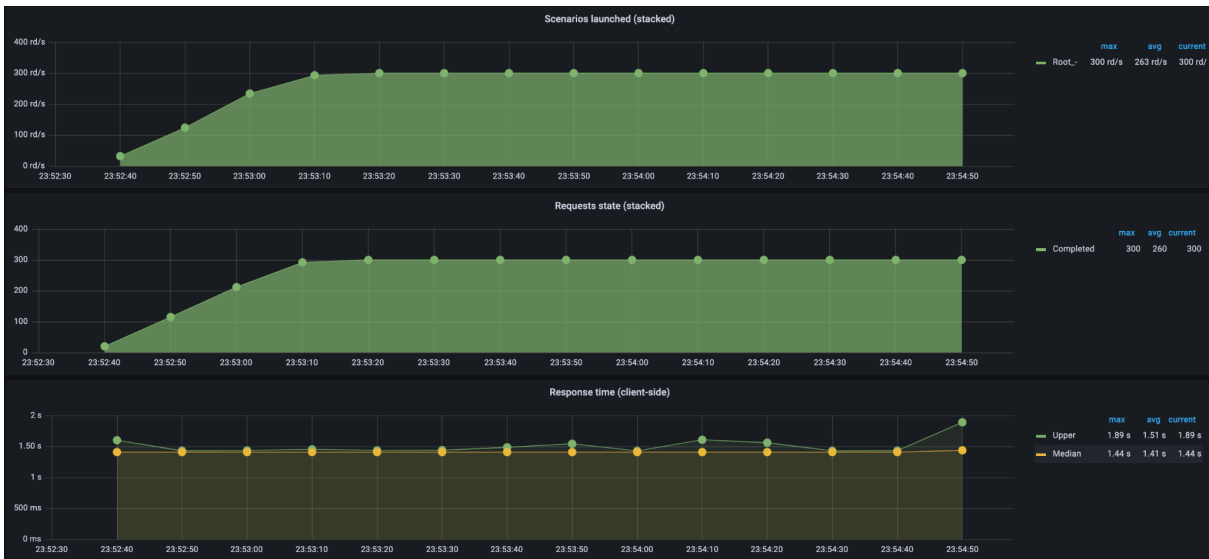 Scenarios launched (stacked)
400 rd/s
300 rd/s
200 rd/s
100 rd/s
0 rd/s
23:52:30 23:52:40 23:52:50 23:53:00 23:53:10 23:53:20 23:53:30 23:53:40 23:53:50 23:54:00 23:54:10 23:54:20 23:54:30 23:54:40 23:54:50
max avg current
Root_- 300 rd/s 263 rd/s 300 rd/
Requests state (stacked)
400
300
200
100
0
23:52:30 23:52:40 23:52:50 23:53:00 23:53:10 23:53:20 23:53:30 23:53:40 23:53:50 23:54:00 23:54:10 23:54:20 23:54:30 23:54:40 23:54:50
max avg current
Completed 300 260 300
Response time (client-side)
2 s
1.50 s
1 s
500 ms
0 ms
23:52:30 23:52:40 23:52:50 23:53:00 23:53:10 23:53:20 23:53:30 23:53:40 23:53:50 23:54:00 23:54:10 23:54:20 23:54:30 23:54:40 23:54:50
max avg current
Upper 1.89 s 1.51 s 1.89 s
Median 1.44 s 1.41 s 1.44 s